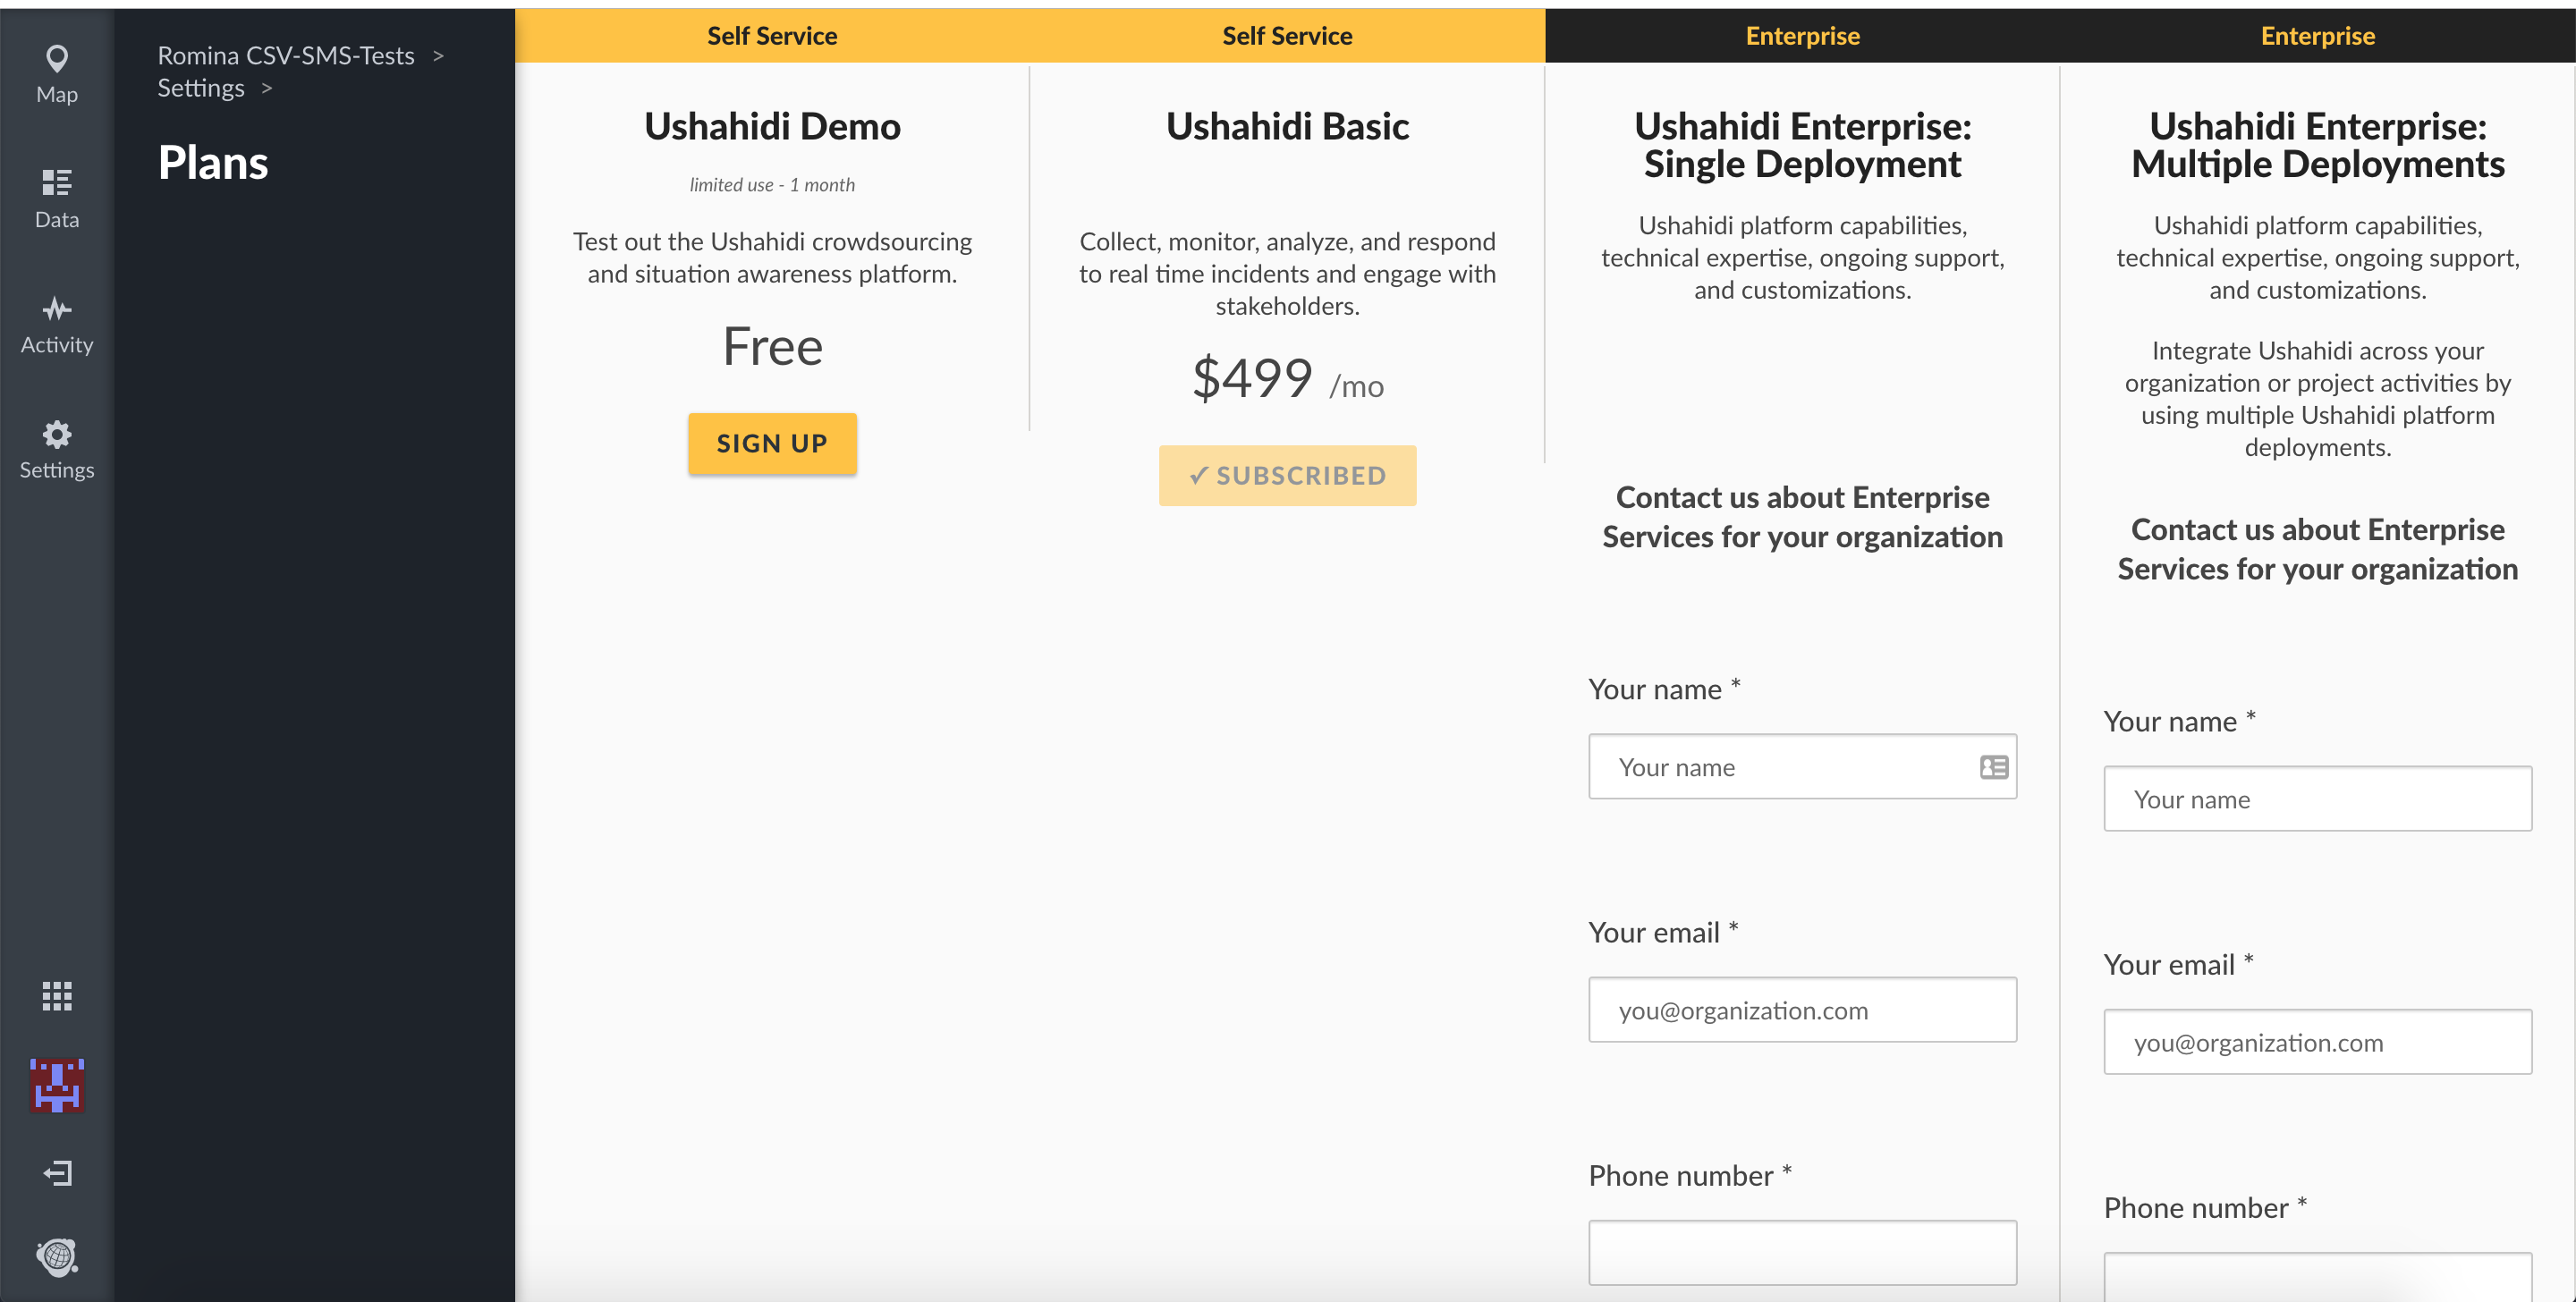 Map
Data
Activity
Settings
Romina CSV-SMS-Tests >
Settings >
Plans
Self Service
Ushahidi Demo
limited use - 1 month
Test out the Ushahidi crowdsourcing
and situation awareness platform.
Free
SIGN UP
Self Service
Ushahidi Basic
Collect, monitor, analyze, and respond
to real time incidents and engage with
stakeholders.
$499 /mo
✓ SUBSCRIBED
Enterprise
Ushahidi Enterprise:
Single Deployment
Ushahidi platform capabilities,
technical expertise, ongoing support,
and customizations.
Contact us about Enterprise
Services for your organization
Your name *
Your name
Your email *
you@organization.com
Phone number *
Enterprise
Ushahidi Enterprise:
Multiple Deployments
Ushahidi platform capabilities,
technical expertise, ongoing support,
and customizations.
Integrate Ushahidi across your
organization or project activities by
using multiple Ushahidi platform
deployments.
Contact us about Enterprise
Services for your organization
Your name *
Your name
Your email *
you@organization.com
Phone number *